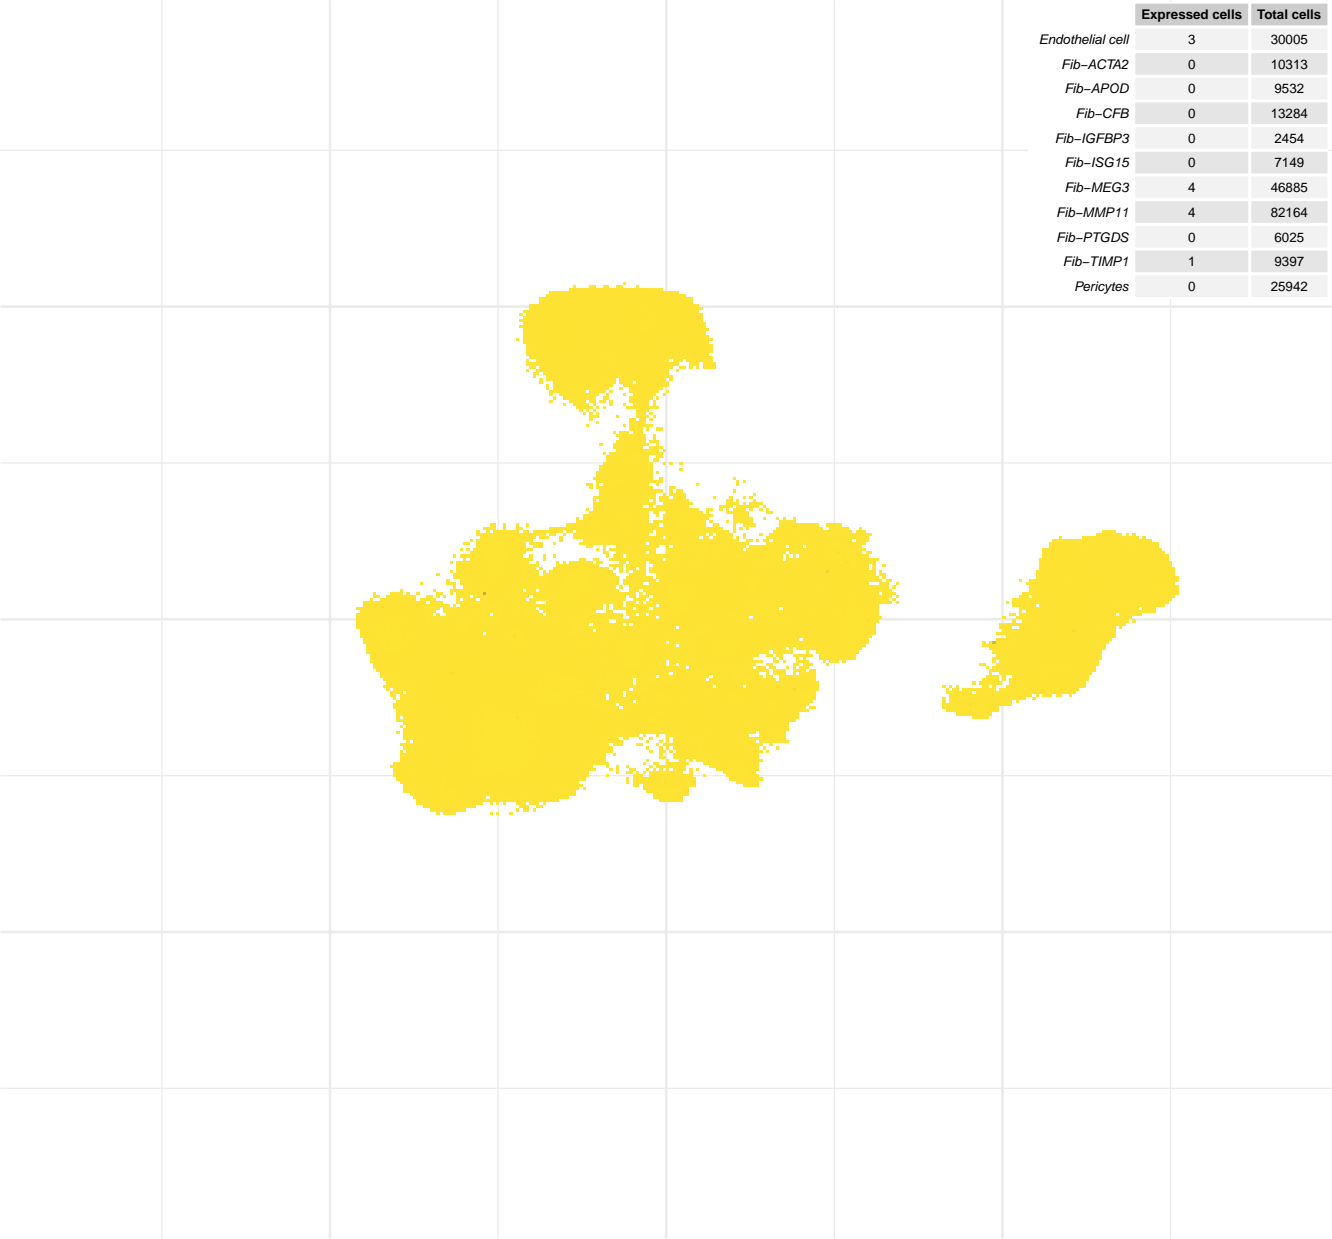 Expressed cells Total cells
Endothelial cell 3 30005
Fib−ACTA2 0 10313
Fib−APOD 0 9532
Fib−CFB 0 13284
Fib−IGFBP3 0 2454
Fib−ISG15 0 7149
Fib−MEG3 4 46885
Fib−MMP11 4 82164
Fib−PTGDS 0 6025
Fib−TIMP1 1 9397
Pericytes 0 25942